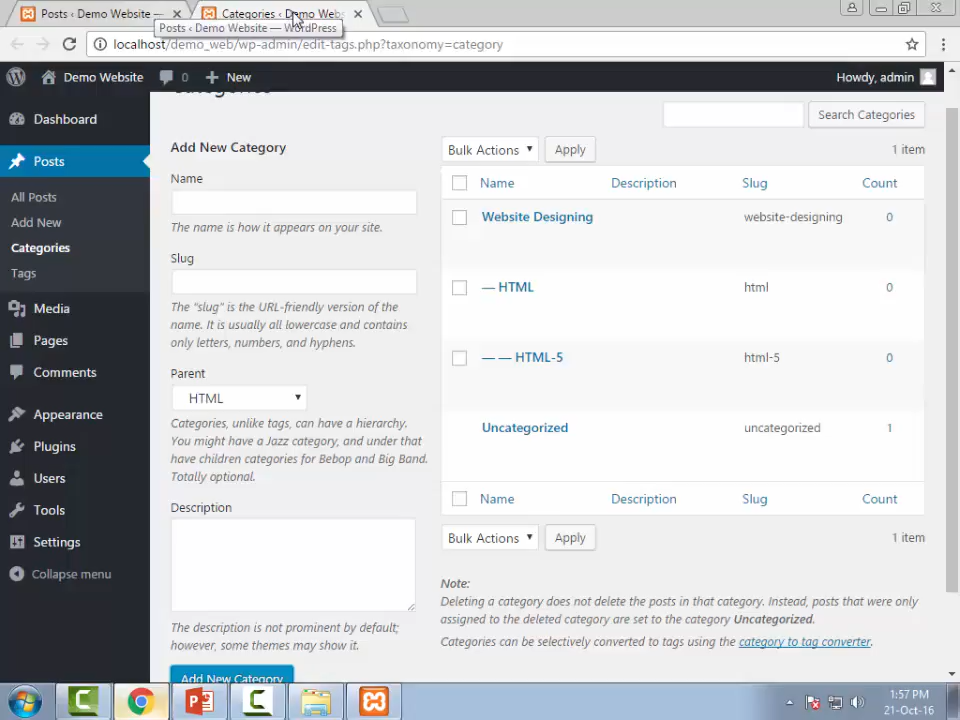 Posts ‹ Demo Website —
Categories ‹ Demo Webs
Posts ‹ Demo Website — WordPress
localhost/demo_web/wp-admin/edit-tags.php?taxonomy=category
Demo Website
0
New
Howdy, admin
Dashboard
Posts
All Posts
Add New
Categories
Tags
Media
Pages
Comments
Appearance
Plugins
Users
Tools
Settings
Collapse menu
Categories
Search Categories
Add New Category
Name
The name is how it appears on your site.
Slug
The “slug” is the URL-friendly version of the
name. It is usually all lowercase and contains
only letters, numbers, and hyphens.
Parent
HTML
Categories, unlike tags, can have a hierarchy.
You might have a Jazz category, and under that
have children categories for Bebop and Big Band.
Totally optional.
Description
The description is not prominent by default;
however, some themes may show it.
Add New Category
Bulk Actions
Apply
1 item
Name Description Slug Count
Website Designing website-designing 0
— HTML html 0
— — HTML-5 html-5 0
Uncategorized uncategorized 1
Name Description Slug Count
Bulk Actions
Apply
1 item
Note:
Deleting a category does not delete the posts in that category. Instead, posts that were only
assigned to the deleted category are set to the category Uncategorized.
Categories can be selectively converted to tags using the category to tag converter.
1:57 PM
21-Oct-16